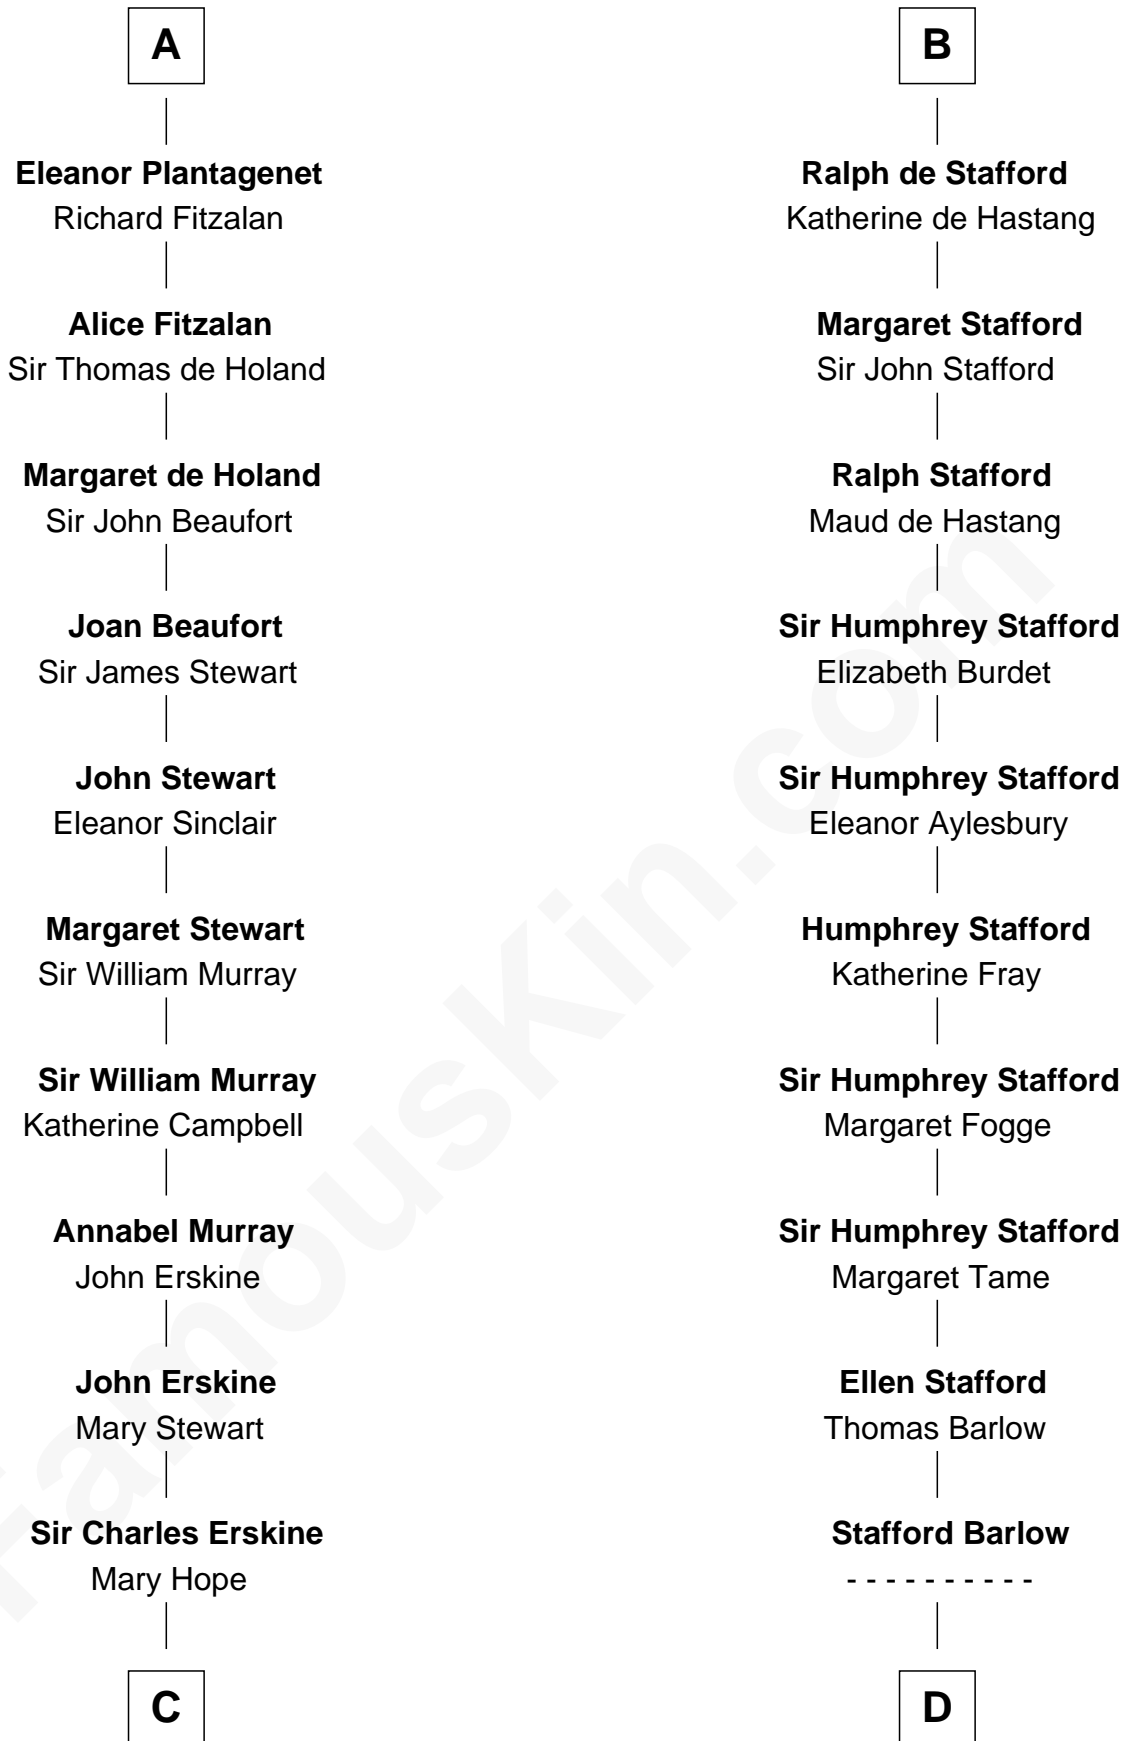 A
Eleanor Plantagenet
Richard Fitzalan
Alice Fitzalan
Sir Thomas de Holand
Margaret de Holand
Sir John Beaufort
Joan Beaufort
Sir James Stewart
John Stewart
Eleanor Sinclair
Margaret Stewart
Sir William Murray
Sir William Murray
Katherine Campbell
Annabel Murray
John Erskine
John Erskine
Mary Stewart
Sir Charles Erskine
Mary Hope
C
B
Ralph de Stafford
Katherine de Hastang
Margaret Stafford
Sir John Stafford
Ralph Stafford
Maud de Hastang
Sir Humphrey Stafford
Elizabeth Burdet
Sir Humphrey Stafford
Eleanor Aylesbury
Humphrey Stafford
Katherine Fray
Sir Humphrey Stafford
Margaret Fogge
Sir Humphrey Stafford
Margaret Tame
Ellen Stafford
Thomas Barlow
Stafford Barlow
- - - - - - - - - -
D
FamousKin.com